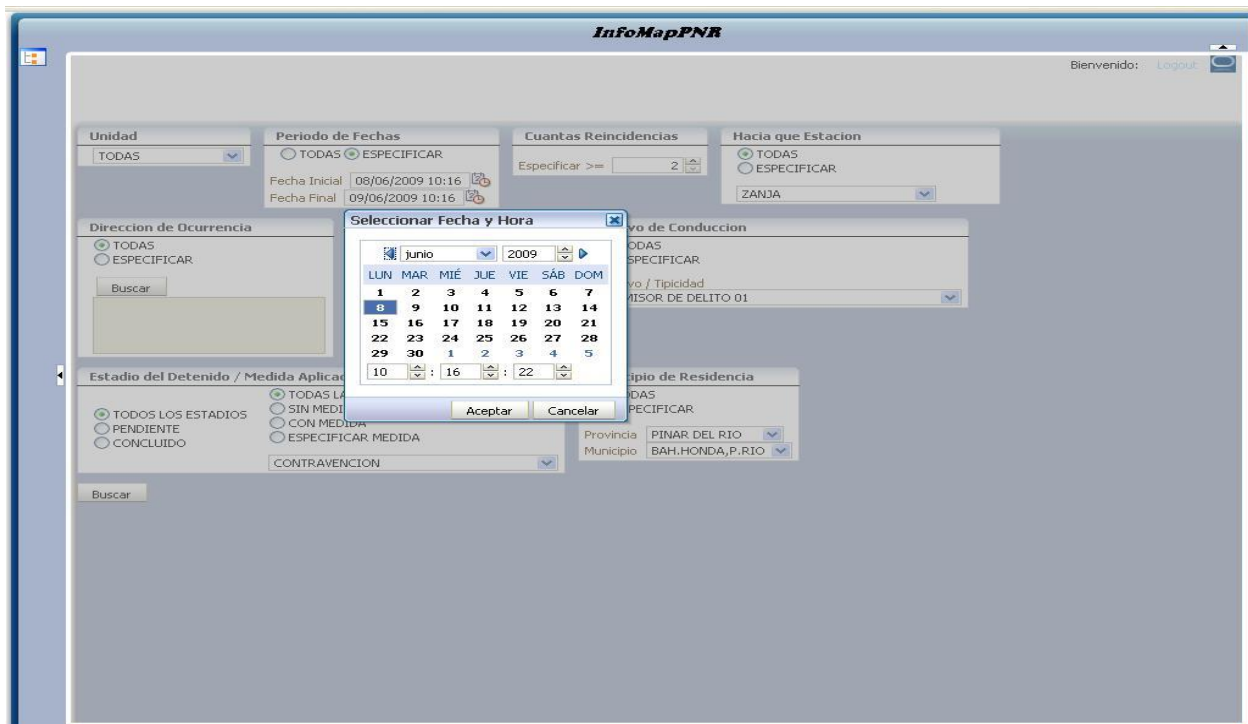 InfoMapPNR
Bienvenido: Logout
Unidad
TODAS
Periodo de Fechas
TODAS ESPECIFICAR
Fecha Inicial 08/06/2009 10:16
Fecha Final 09/06/2009 10:16
Cuantas Reincidencias
Especificar >= 2
Hacia que Estacion
TODAS
ESPECIFICAR
ZANJA
Direccion de Ocurrencia
TODAS
ESPECIFICAR
Buscar
Seleccionar Fecha y Hora
junio 2009
LUN MAR MIÉ JUE VIE SÁB DOM
1 2 3 4 5 6 7
8 9 10 11 12 13 14
15 16 17 18 19 20 21
22 23 24 25 26 27 28
29 30 1 2 3 4 5
10 : 16 : 22
Aceptar Cancelar
vo de Conduccion
ODAS
SPECIFICAR
vo / Tipicidad
MISOR DE DELITO 01
Estadio del Detenido / Medida Aplicad
TODOS LOS ESTADIOS
PENDIENTE
CONCLUIDO
TODAS LA
SIN MEDI
CON MEDIDA
ESPECIFICAR MEDIDA
CONTRAVENCION
cipio de Residencia
DAS
PECIFICAR
Provincia PINAR DEL RIO
Municipio BAH.HONDA,P.RIO
Buscar